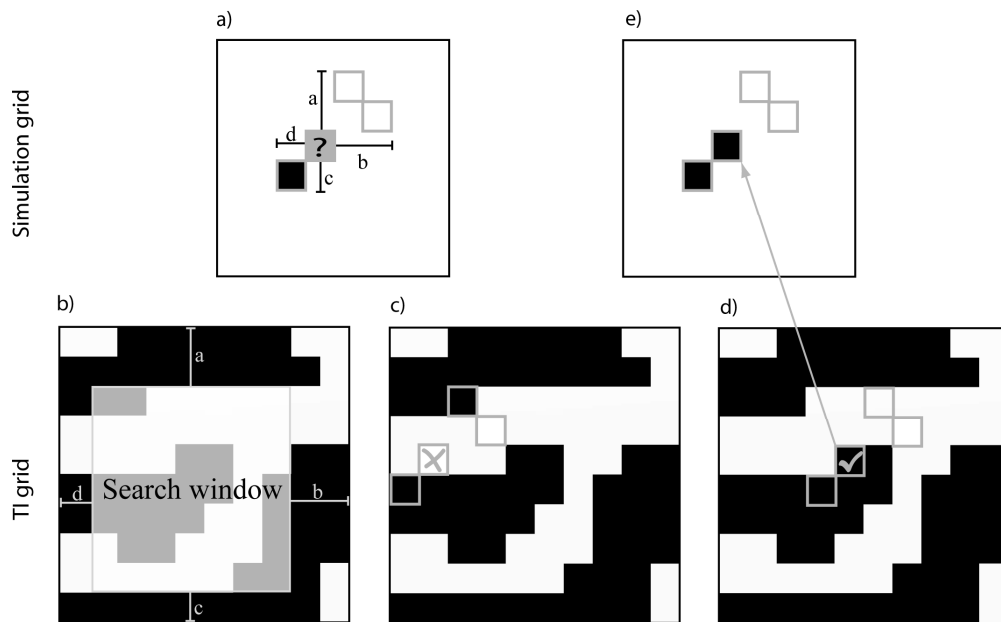 a)
e)
Simulation grid
a
d
?
b
c
b)
c)
d)
TI grid
a
d
Search window
b
c